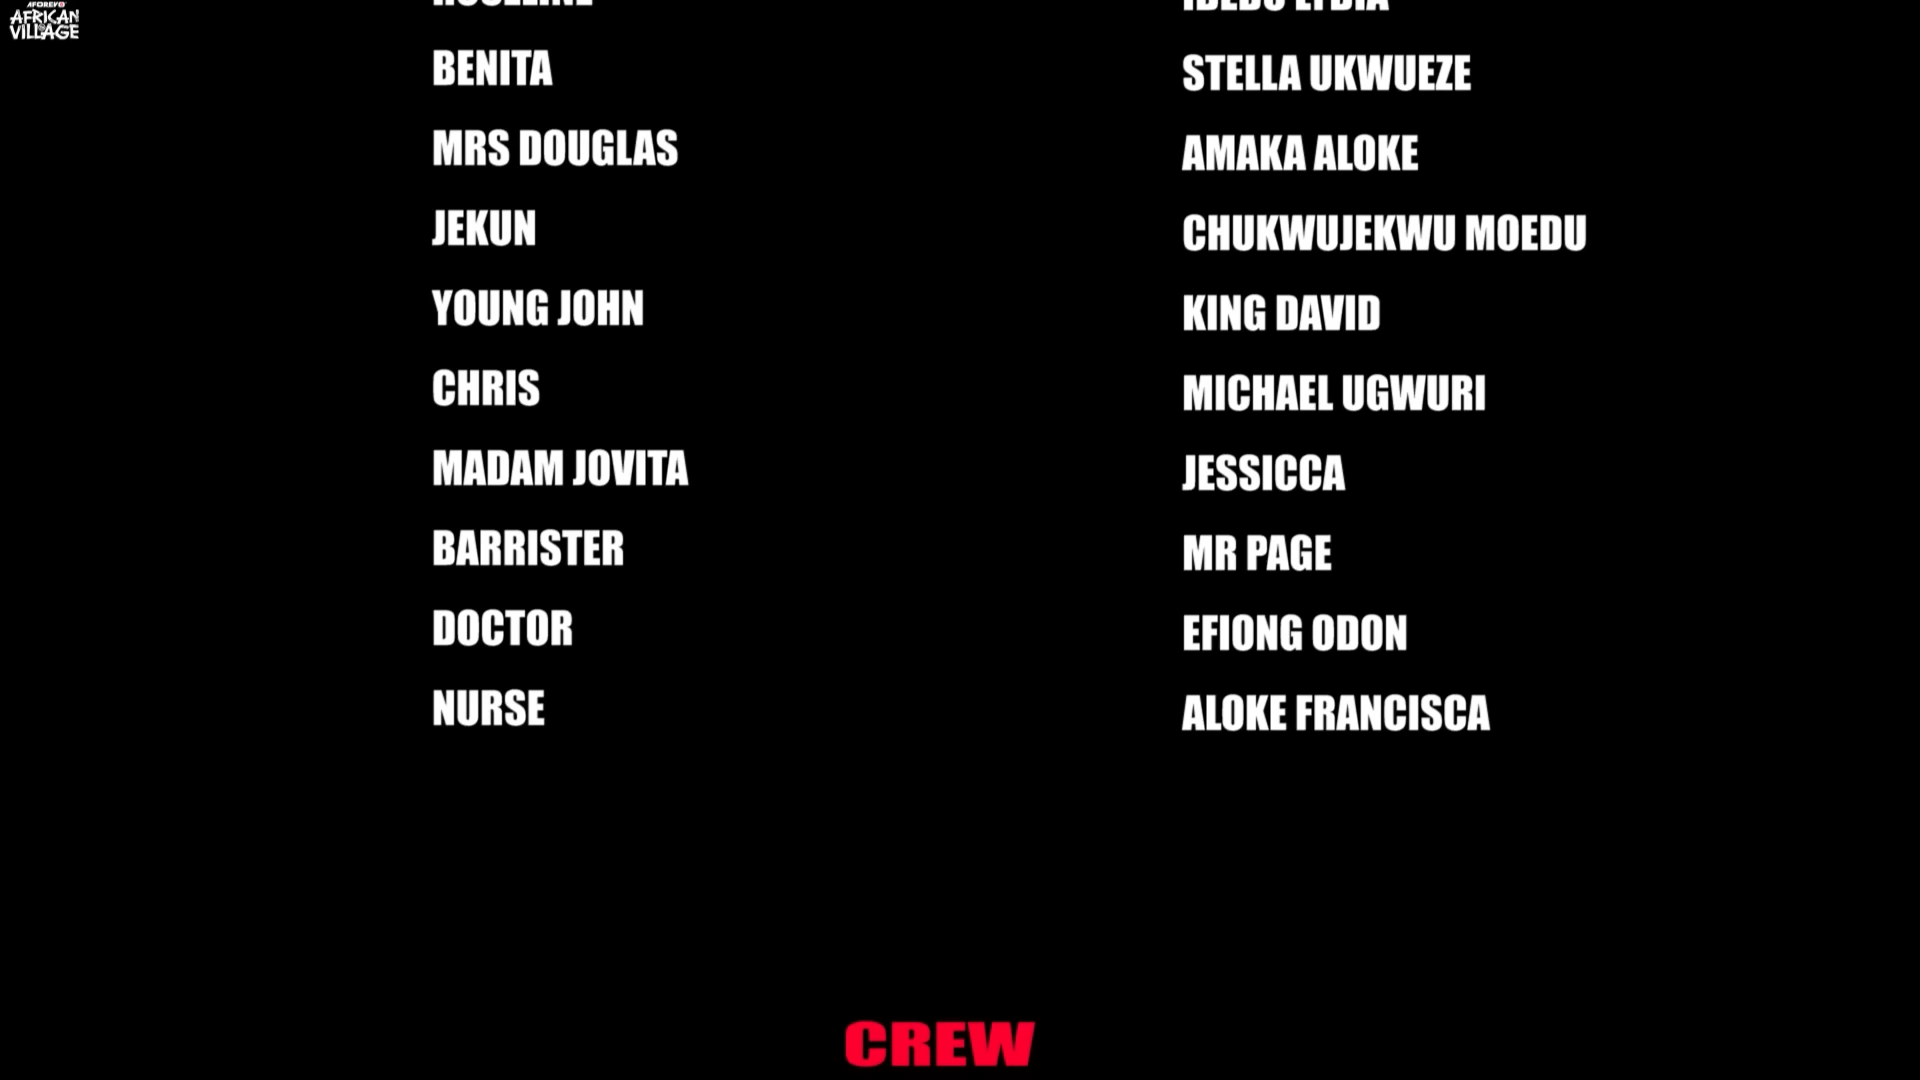 AFOREVO
AFRICAN
VILLAGE
BENITA STELLA UKWUEZE
MRS DOUGLAS AMAKA ALOKE
JEKUN CHUKWUJEKWU MOEDU
YOUNG JOHN KING DAVID
CHRIS MICHAEL UGWURI
MADAM JOVITA JESSICCA
BARRISTER MR PAGE
DOCTOR EFIONG ODON
NURSE ALOKE FRANCISCA
CREW